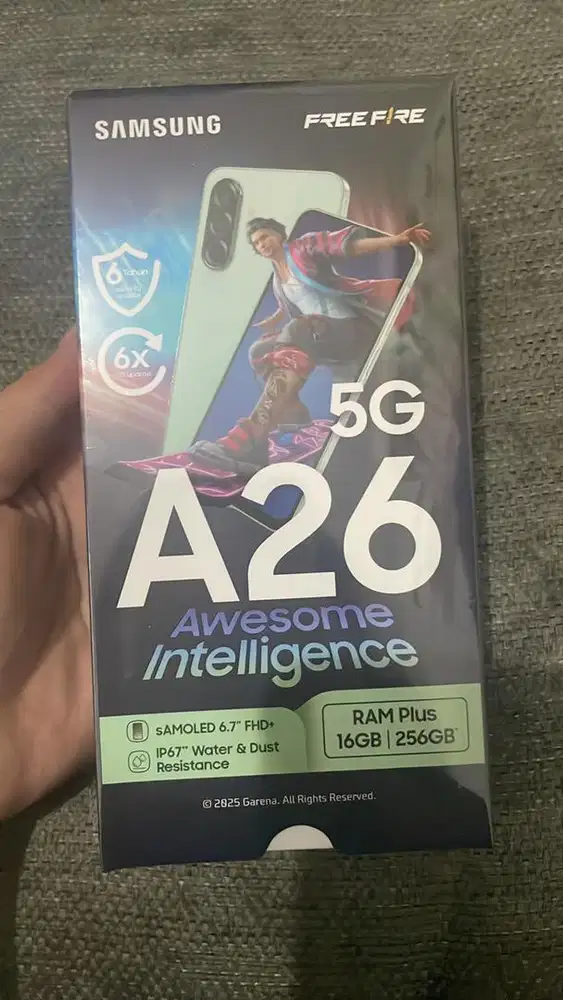 SAMSUNG
FREE FIRE
6 Tahun
6X
5G
A26
Awesome
Intelligence
sAMOLED 6.7" FHD+
IP67** Water & Dust
Resistance
RAM Plus
16GB | 256GB*
© 2025 Garena. All Rights Reserved.